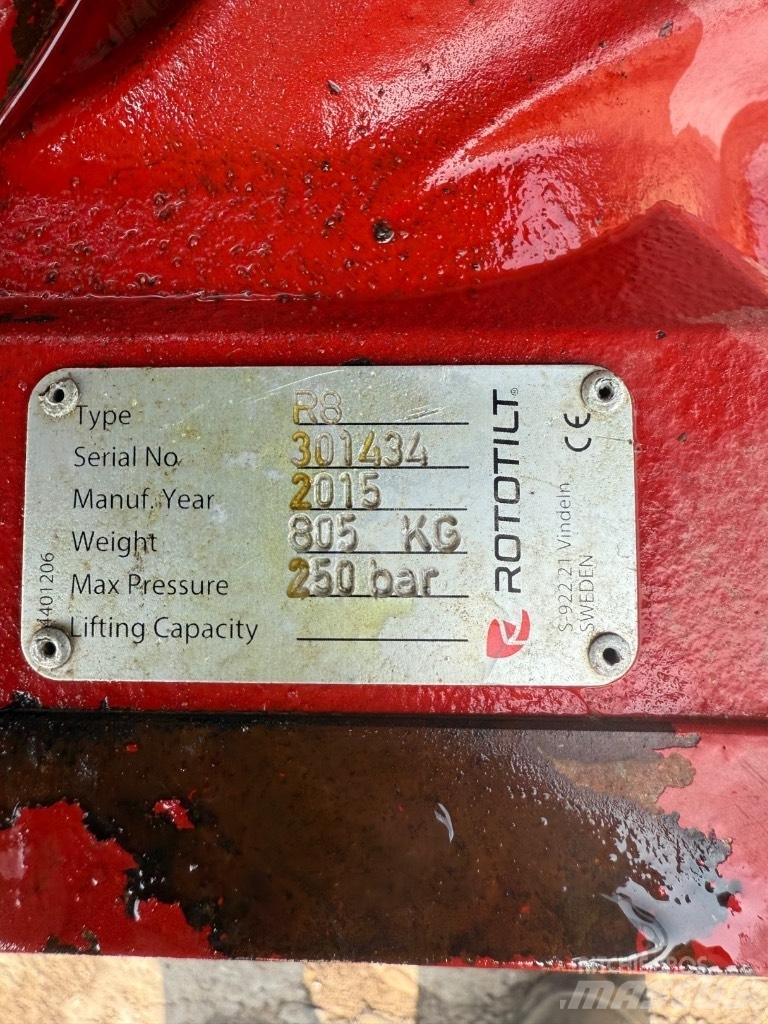 Type R8
Serial No 301434
Manuf. Year 2015
Weight 805 KG
Max Pressure 250 bar
Lifting Capacity
4401206
ROTOTILT®
CE
S-922 21 Vindeln
SWEDEN
MASCUS